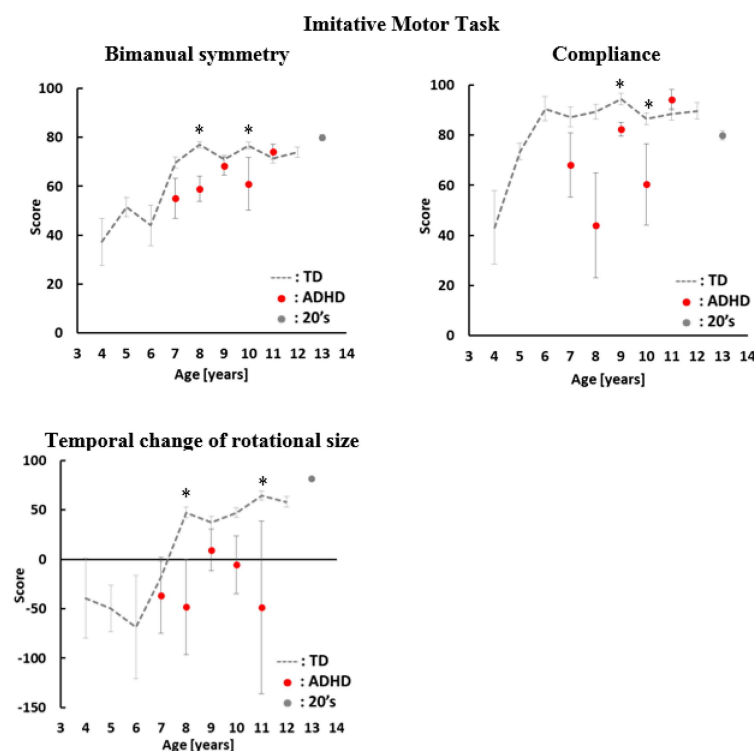 Imitative Motor Task
Bimanual symmetry
*
*
100
80
60
40
20
0
Score
: TD
: ADHD
: 20's
3 4 5 6 7 8 9 10 11 12 13 14
Age [years]
Compliance
*
*
100
80
60
40
20
0
Score
: TD
: ADHD
: 20's
3 4 5 6 7 8 9 10 11 12 13 14
Age [years]
Temporal change of rotational size
*
*
100
50
0
-50
-100
-150
Score
: TD
: ADHD
: 20's
3 4 5 6 7 8 9 10 11 12 13 14
Age [years]